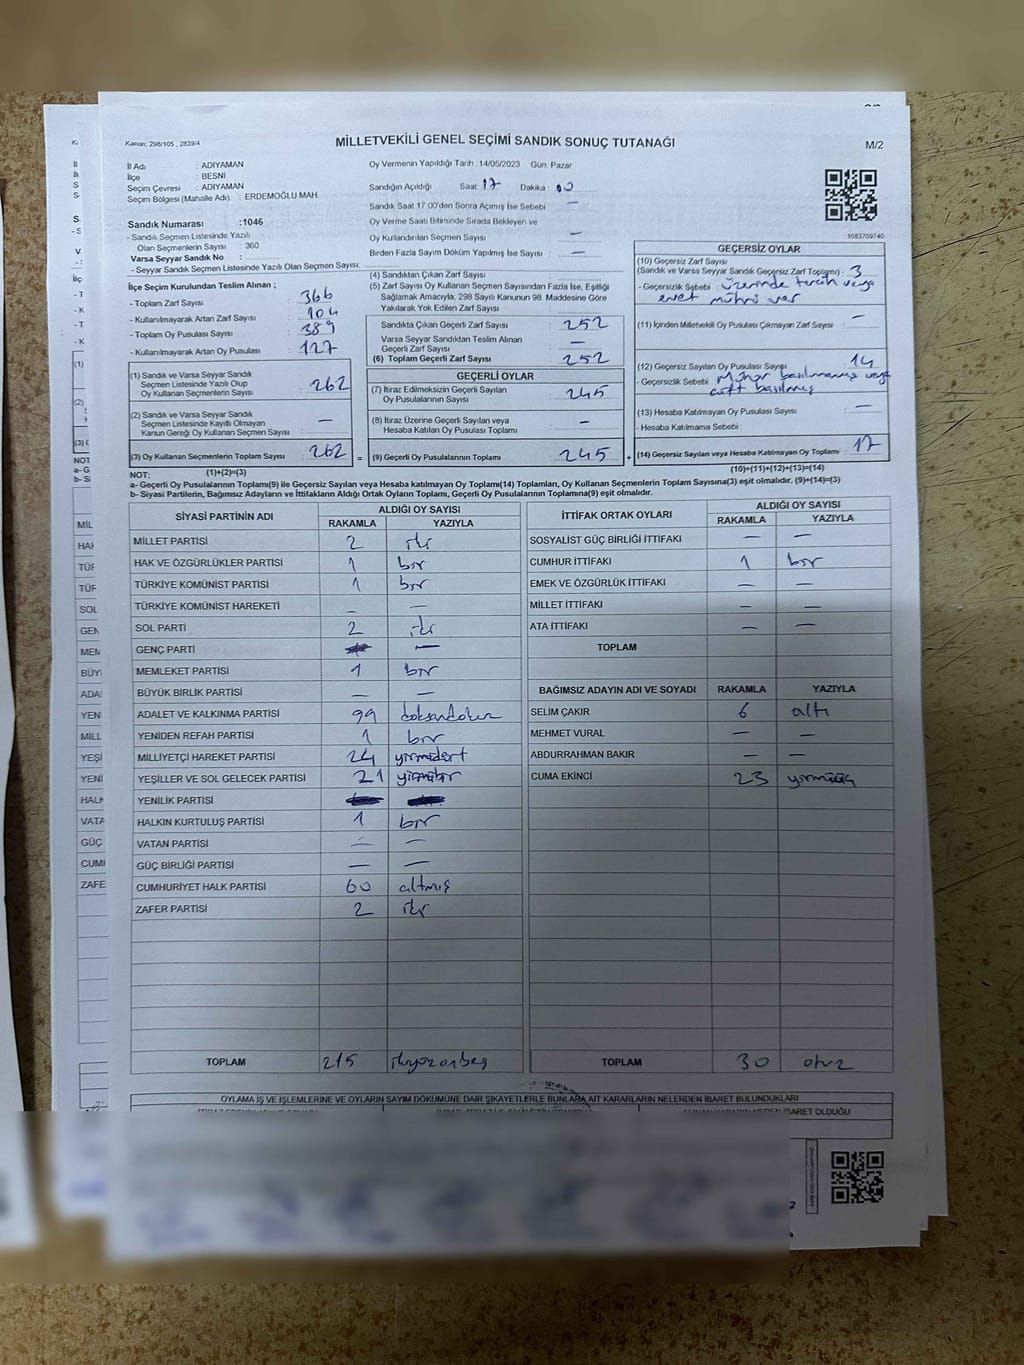 Kanun; 298/105 , 2839/4
MİLLETVEKİLİ GENEL SEÇİMİ SANDIK SONUÇ TUTANAĞI
M/2
İl Adı : ADIYAMAN
İlçe : BESNİ
Seçim Çevresi : ADIYAMAN
Seçim Bölgesi (Mahalle Adı) : ERDEMOĞLU MAH.
Sandık Numarası :1046
- Sandık Seçmen Listesinde Yazılı
Olan Seçmenlerin Sayısı : 360
Varsa Seyyar Sandık No :
- Seyyar Sandık Seçmen Listesinde Yazılı Olan Seçmen Sayısı:
Oy Vermenin Yapıldığı Tarih : 14/05/2023 Gün: Pazar
Sandığın Açıldığı Saat: 17 Dakika : 00
Sandık Saat 17:00'den Sonra Açılmış İse Sebebi : —
Oy Verme Saati Bitiminde Sırada Bekleyen ve
Oy Kullandırılan Seçmen Sayısı : —
Birden Fazla Sayım Döküm Yapılmış İse Sayısı : —
1083709740
İlçe Seçim Kurulundan Teslim Alınan ;
- Toplam Zarf Sayısı : 366
- Kullanılmayarak Artan Zarf Sayısı : 104
- Toplam Oy Pusulası Sayısı : 389
- Kullanılmayarak Artan Oy Pusulası : 127
(1) Sandık ve Varsa Seyyar Sandık
Seçmen Listesinde Yazılı Olup
Oy Kullanan Seçmenlerin Sayısı : 262
(2) Sandık ve Varsa Seyyar Sandık
Seçmen Listesinde Kayıtlı Olmayan
Kanun Gereği Oy Kullanan Seçmen Sayısı : —
(3) Oy Kullanan Seçmenlerin Toplam Sayısı : 262
(1)+(2)=(3)
(4) Sandıktan Çıkan Zarf Sayısı :
(5) Zarf Sayısı Oy Kullanan Seçmen Sayısından Fazla İse, Eşitliği
Sağlamak Amacıyla, 298 Sayılı Kanunun 98. Maddesine Göre
Yakılarak Yok Edilen Zarf Sayısı :
Sandıkta Çıkan Geçerli Zarf Sayısı : 252
Varsa Seyyar Sandıktan Teslim Alınan
Geçerli Zarf Sayısı : —
(6) Toplam Geçerli Zarf Sayısı : 252
GEÇERLİ OYLAR
(7) İtiraz Edilmeksizin Geçerli Sayılan
Oy Pusulalarının Sayısı : 245
(8) İtiraz Üzerine Geçerli Sayılan veya
Hesaba Katılan Oy Pusulası Toplamı : —
= (9) Geçerli Oy Pusulalarının Toplamı : 245 +
GEÇERSİZ OYLAR
(10) Geçersiz Zarf Sayısı
(Sandık ve Varsa Seyyar Sandık Geçersiz Zarf Toplamı) : 3
- Geçersizlik Sebebi : üzerinde tercih veya
evet mührü var
(11) İçinden Milletvekili Oy Pusulası Çıkmayan Zarf Sayısı : —
(12) Geçersiz Sayılan Oy Pusulası Sayısı : 14
- Geçersizlik Sebebi : Mühür basılmamış veya
çift basılmış
(13) Hesaba Katılmayan Oy Pusulası Sayısı : —
- Hesaba Katılmama Sebebi :
(14) Geçersiz Sayılan veya Hesaba Katılmayan Oy Toplamı : 17
(10)+(11)+(12)+(13)=(14)
NOT:
a- Geçerli Oy Pusulalarının Toplamı(9) ile Geçersiz Sayılan veya Hesaba Katılmayan Oy Toplamı(14) Toplamları, Oy Kullanan Seçmenlerin Toplam Sayısına(3) eşit olmalıdır. (9)+(14)=(3)
b- Siyasi Partilerin, Bağımsız Adayların ve İttifakların Aldığı Ortak Oyların Toplamı, Geçerli Oy Pusulalarının Toplamına(9) eşit olmalıdır.
SİYASİ PARTİNİN ADI ALDIĞI OY SAYISI
RAKAMLA YAZIYLA
MİLLET PARTİSİ 2 iki
HAK VE ÖZGÜRLÜKLER PARTİSİ 1 bir
TÜRKİYE KOMÜNİST PARTİSİ 1 bir
TÜRKİYE KOMÜNİST HAREKETİ — —
SOL PARTİ 2 iki
GENÇ PARTİ —
MEMLEKET PARTİSİ 1 bir
BÜYÜK BİRLİK PARTİSİ — —
ADALET VE KALKINMA PARTİSİ 99 doksandokuz
YENİDEN REFAH PARTİSİ 1 bir
MİLLİYETÇİ HAREKET PARTİSİ 24 yirmidört
YEŞİLLER VE SOL GELECEK PARTİSİ 21 yirmibir
YENİLİK PARTİSİ
HALKIN KURTULUŞ PARTİSİ 1 bir
VATAN PARTİSİ — —
GÜÇ BİRLİĞİ PARTİSİ — —
CUMHURİYET HALK PARTİSİ 60 altmış
ZAFER PARTİSİ 2 iki
TOPLAM 215 ikiyüzonbeş
İTTİFAK ORTAK OYLARI ALDIĞI OY SAYISI
RAKAMLA YAZIYLA
SOSYALİST GÜÇ BİRLİĞİ İTTİFAKI — —
CUMHUR İTTİFAKI 1 bir
EMEK VE ÖZGÜRLÜK İTTİFAKI — —
MİLLET İTTİFAKI — —
ATA İTTİFAKI — —
TOPLAM
BAĞIMSIZ ADAYIN ADI VE SOYADI RAKAMLA YAZIYLA
SELİM ÇAKIR 6 altı
MEHMET VURAL — —
ABDURRAHMAN BAKIR — —
CUMA EKİNCİ 23 yirmiüç
TOPLAM 30 otuz
OYLAMA İŞ VE İŞLEMLERİNE VE OYLARIN SAYIM DÖKÜMÜNE DAİR ŞİKAYETLERLE BUNLARA AİT KARARLARIN NELERDEN İBARET BULUNDUKLARI